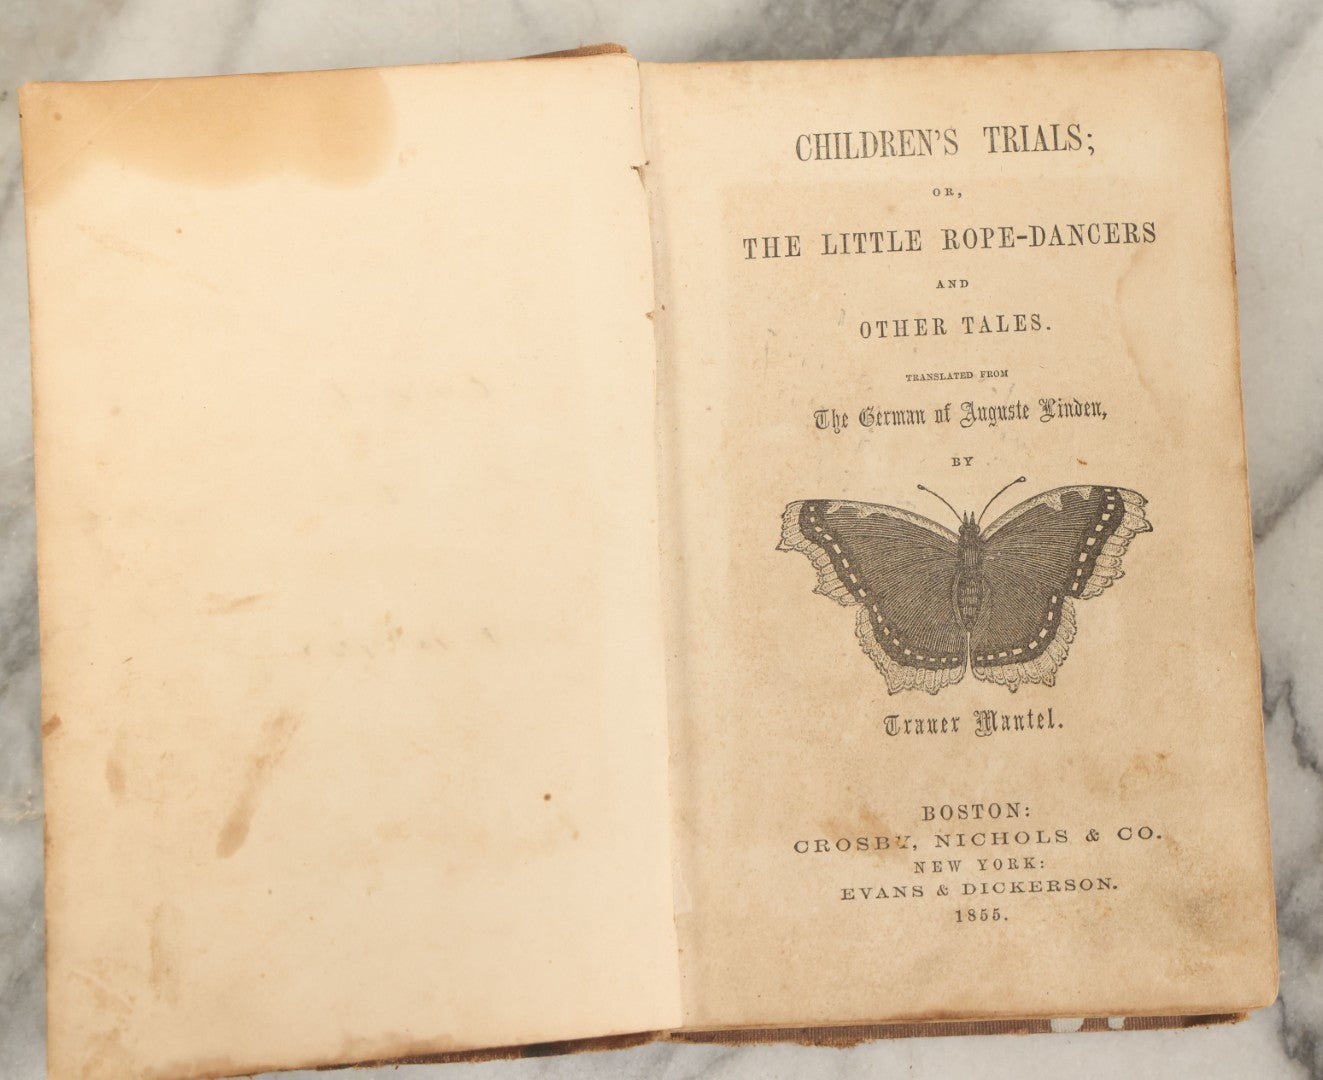 CHILDREN'S TRIALS;
OR,
THE LITTLE ROPE-DANCERS
AND
OTHER TALES.
TRANSLATED FROM
The German of Auguste Linden,
BY
Trauer Mantel.
BOSTON:
CROSBY, NICHOLS & CO.
NEW YORK:
EVANS & DICKERSON.
1855.